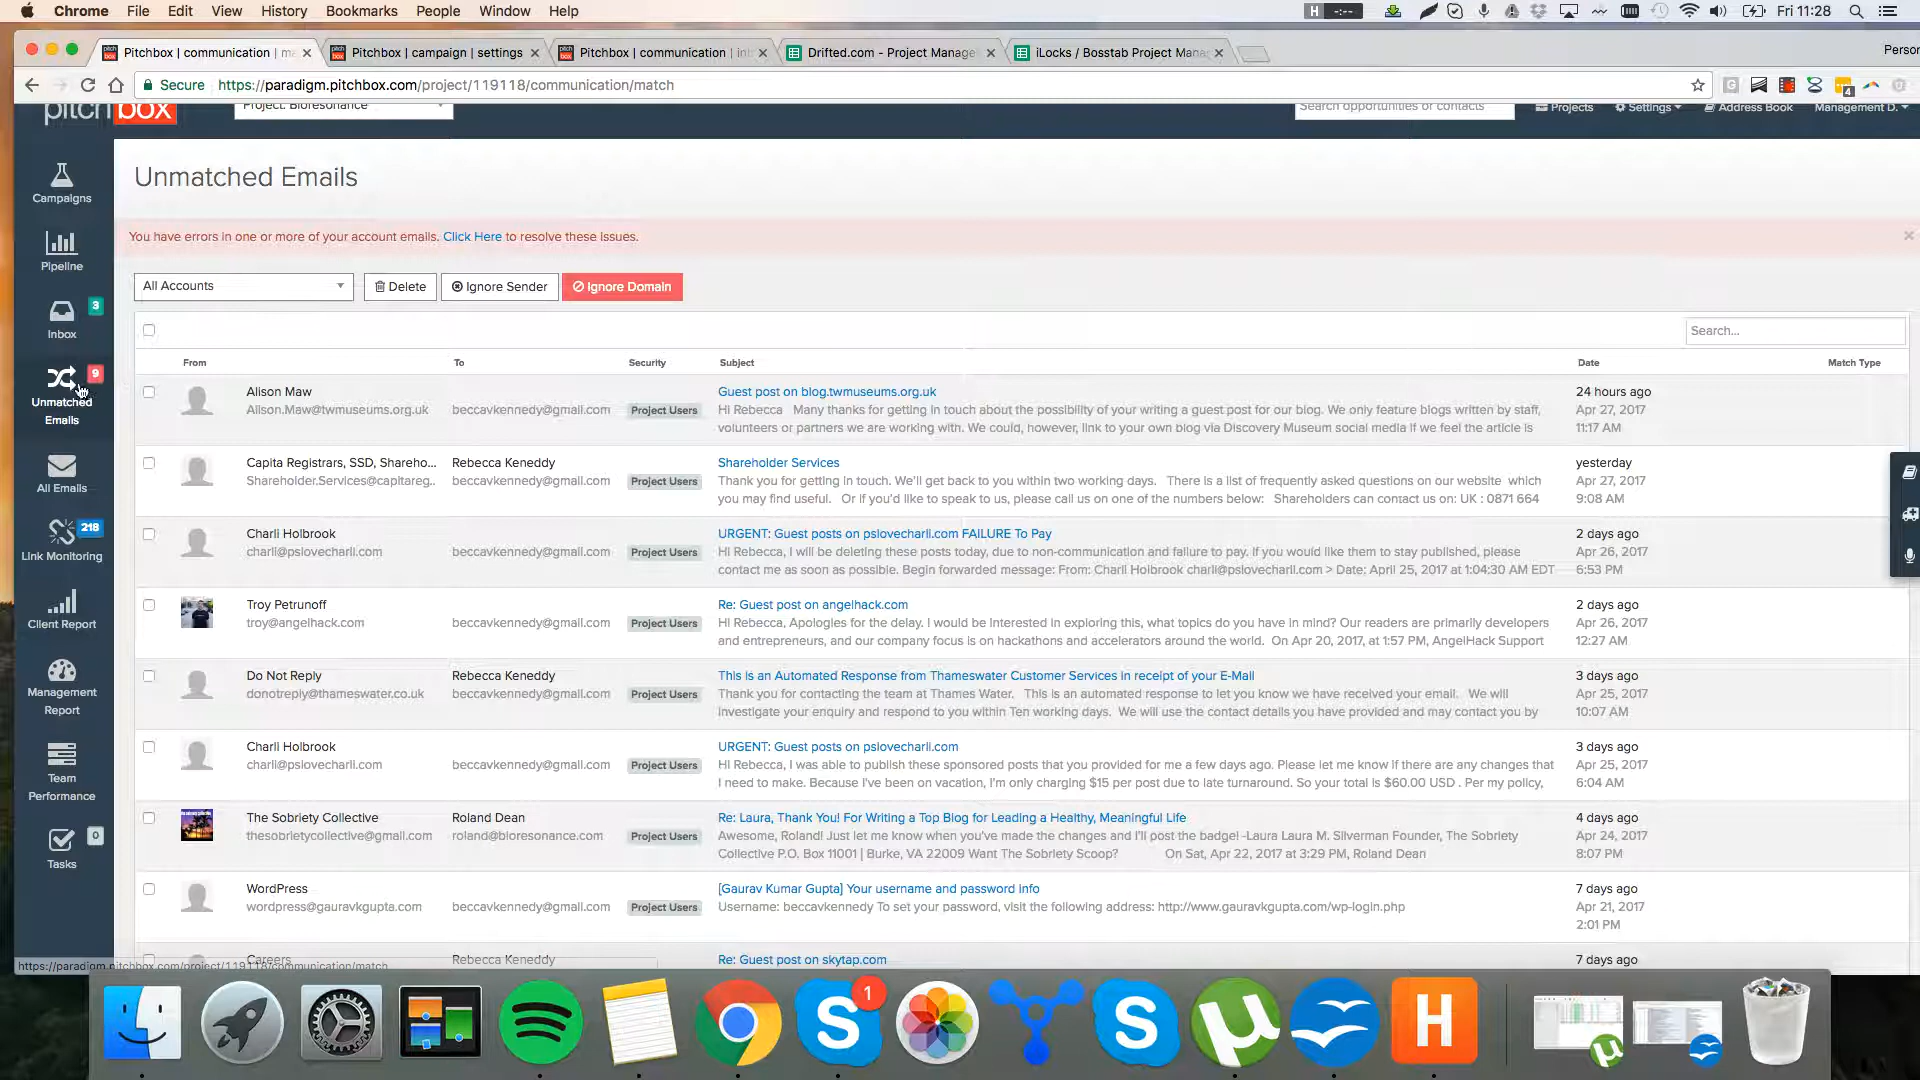 Chrome File Edit View History Bookmarks People Window Help
H --:-- Fri 11:28
Pitchbox | communication | m
Pitchbox | campaign | settings
Pitchbox | communication |
Drifted.com - Project Manage
iLocks / Bosstab Project Mana
Person
Secure https://paradigm.pitchbox.com/project/119118/communication/match
4
pitchbox
Project: Bioresonance
Search opportunities or contacts
Projects Settings Address Book Management D.
Campaigns
Pipeline
Inbox
3
Unmatched
Emails
9
All Emails
Link Monitoring
218
Client Report
Management
Report
Team
Performance
Tasks
0
Unmatched Emails
You have errors in one or more of your account emails. Click Here to resolve these issues.
All Accounts Delete Ignore Sender Ignore Domain
Search...
From To Security Subject Date Match Type
Alison Maw Guest post on blog.twmuseums.org.uk 24 hours ago
Alison.Maw@twmuseums.org.uk beccavkennedy@gmail.com Project Users Hi Rebecca Many thanks for getting in touch about the possibility of your writing a guest post for our blog. We only feature blogs written by staff, Apr 27, 2017
volunteers or partners we are working with. We could, however, link to your own blog via Discovery Museum social media if we feel the article is 11:17 AM
Capita Registrars, SSD, Shareho... Rebecca Keneddy Shareholder Services yesterday
Shareholder.Services@capitareg.. beccavkennedy@gmail.com Project Users Thank you for getting in touch. We'll get back to you within two working days. There is a list of frequently asked questions on our website which Apr 27, 2017
you may find useful. Or if you'd like to speak to us, please call us on one of the numbers below: Shareholders can contact us on: UK : 0871 664 9:08 AM
Charli Holbrook URGENT: Guest posts on pslovecharli.com FAILURE To Pay 2 days ago
charli@pslovecharli.com beccavkennedy@gmail.com Project Users Hi Rebecca, I will be deleting these posts today, due to non-communication and failure to pay. If you would like them to stay published, please Apr 26, 2017
contact me as soon as possible. Begin forwarded message: From: Charli Holbrook charli@pslovecharli.com > Date: April 25, 2017 at 1:04:30 AM EDT 6:53 PM
Troy Petrunoff Re: Guest post on angelhack.com 2 days ago
troy@angelhack.com beccavkennedy@gmail.com Project Users Hi Rebecca, Apologies for the delay. I would be interested in exploring this, what topics do you have in mind? Our readers are primarily developers Apr 26, 2017
and entrepreneurs, and our company focus is on hackathons and accelerators around the world. On Apr 20, 2017, at 1:57 PM, AngelHack Support 12:27 AM
Do Not Reply Rebecca Keneddy This is an Automated Response from Thameswater Customer Services in receipt of your E-Mail 3 days ago
donotreply@thameswater.co.uk beccavkennedy@gmail.com Project Users Thank you for contacting the team at Thames Water. This is an automated response to let you know we have received your email. We will Apr 25, 2017
investigate your enquiry and respond to you within Ten working days. We will use the contact details you have provided and may contact you by 10:07 AM
Charli Holbrook URGENT: Guest posts on pslovecharli.com 3 days ago
charli@pslovecharli.com beccavkennedy@gmail.com Project Users Hi Rebecca, I was able to publish these sponsored posts that you provided for me a few days ago. Please let me know if there are any changes that Apr 25, 2017
I need to make. Because I've been on vacation, I'm only charging $15 per post due to late turnaround. So your total is $60.00 USD . Per my policy, 6:04 AM
The Sobriety Collective Roland Dean Re: Laura, Thank You! For Writing a Top Blog for Leading a Healthy, Meaningful Life 4 days ago
thesobrietycollective@gmail.com roland@bioresonance.com Project Users Awesome, Roland! Just let me know when you've made the changes and I'll post the badge! -Laura Laura M. Silverman Founder, The Sobriety Apr 24, 2017
Collective P.O. Box 11001 | Burke, VA 22009 Want The Sobriety Scoop? On Sat, Apr 22, 2017 at 3:29 PM, Roland Dean 8:07 PM
WordPress [Gaurav Kumar Gupta] Your username and password info 7 days ago
wordpress@gauravkgupta.com beccavkennedy@gmail.com Project Users Username: beccavkennedy To set your password, visit the following address: http://www.gauravkgupta.com/wp-login.php Apr 21, 2017
2:01 PM
Careers Rebecca Keneddy Re: Guest post on skytap.com 7 days ago
https://paradigm.pitchbox.com/project/119118/communication/match
1
S S µ H